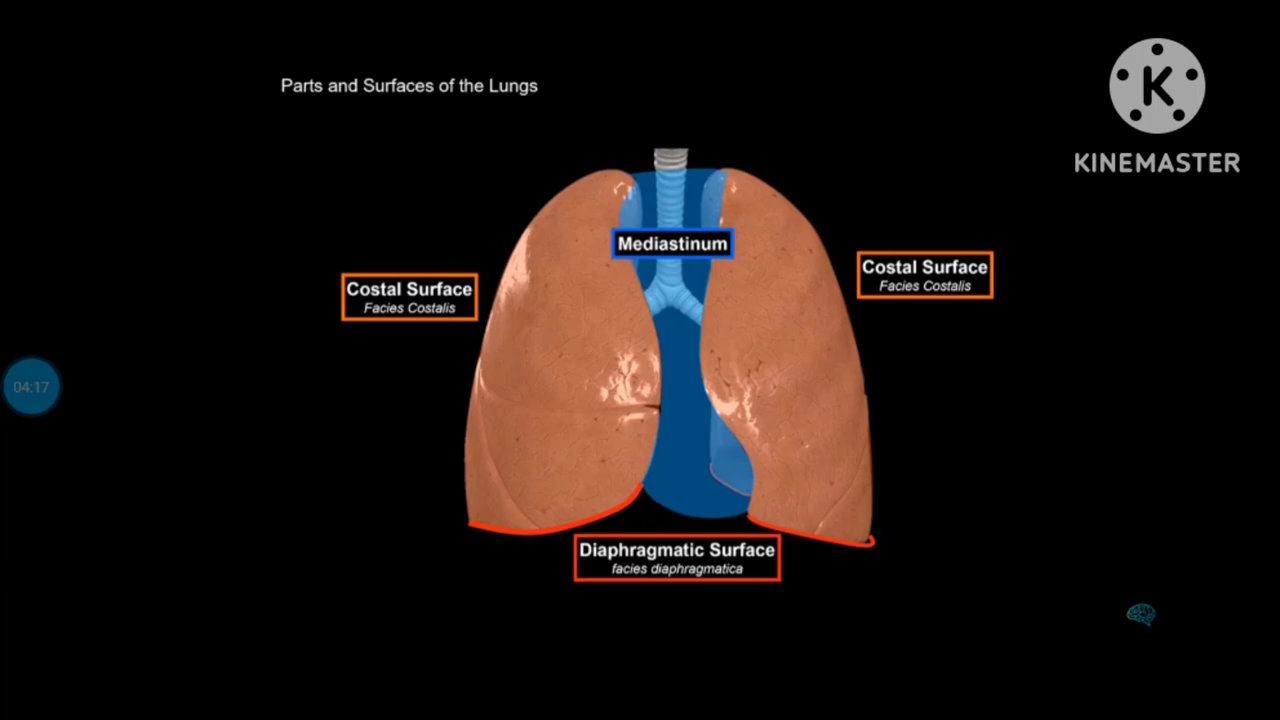 Parts and Surfaces of the Lungs
K
KINEMASTER
Mediastinum
Costal Surface
Facies Costalis
Costal Surface
Facies Costalis
04:17
Diaphragmatic Surface
facies diaphragmatica